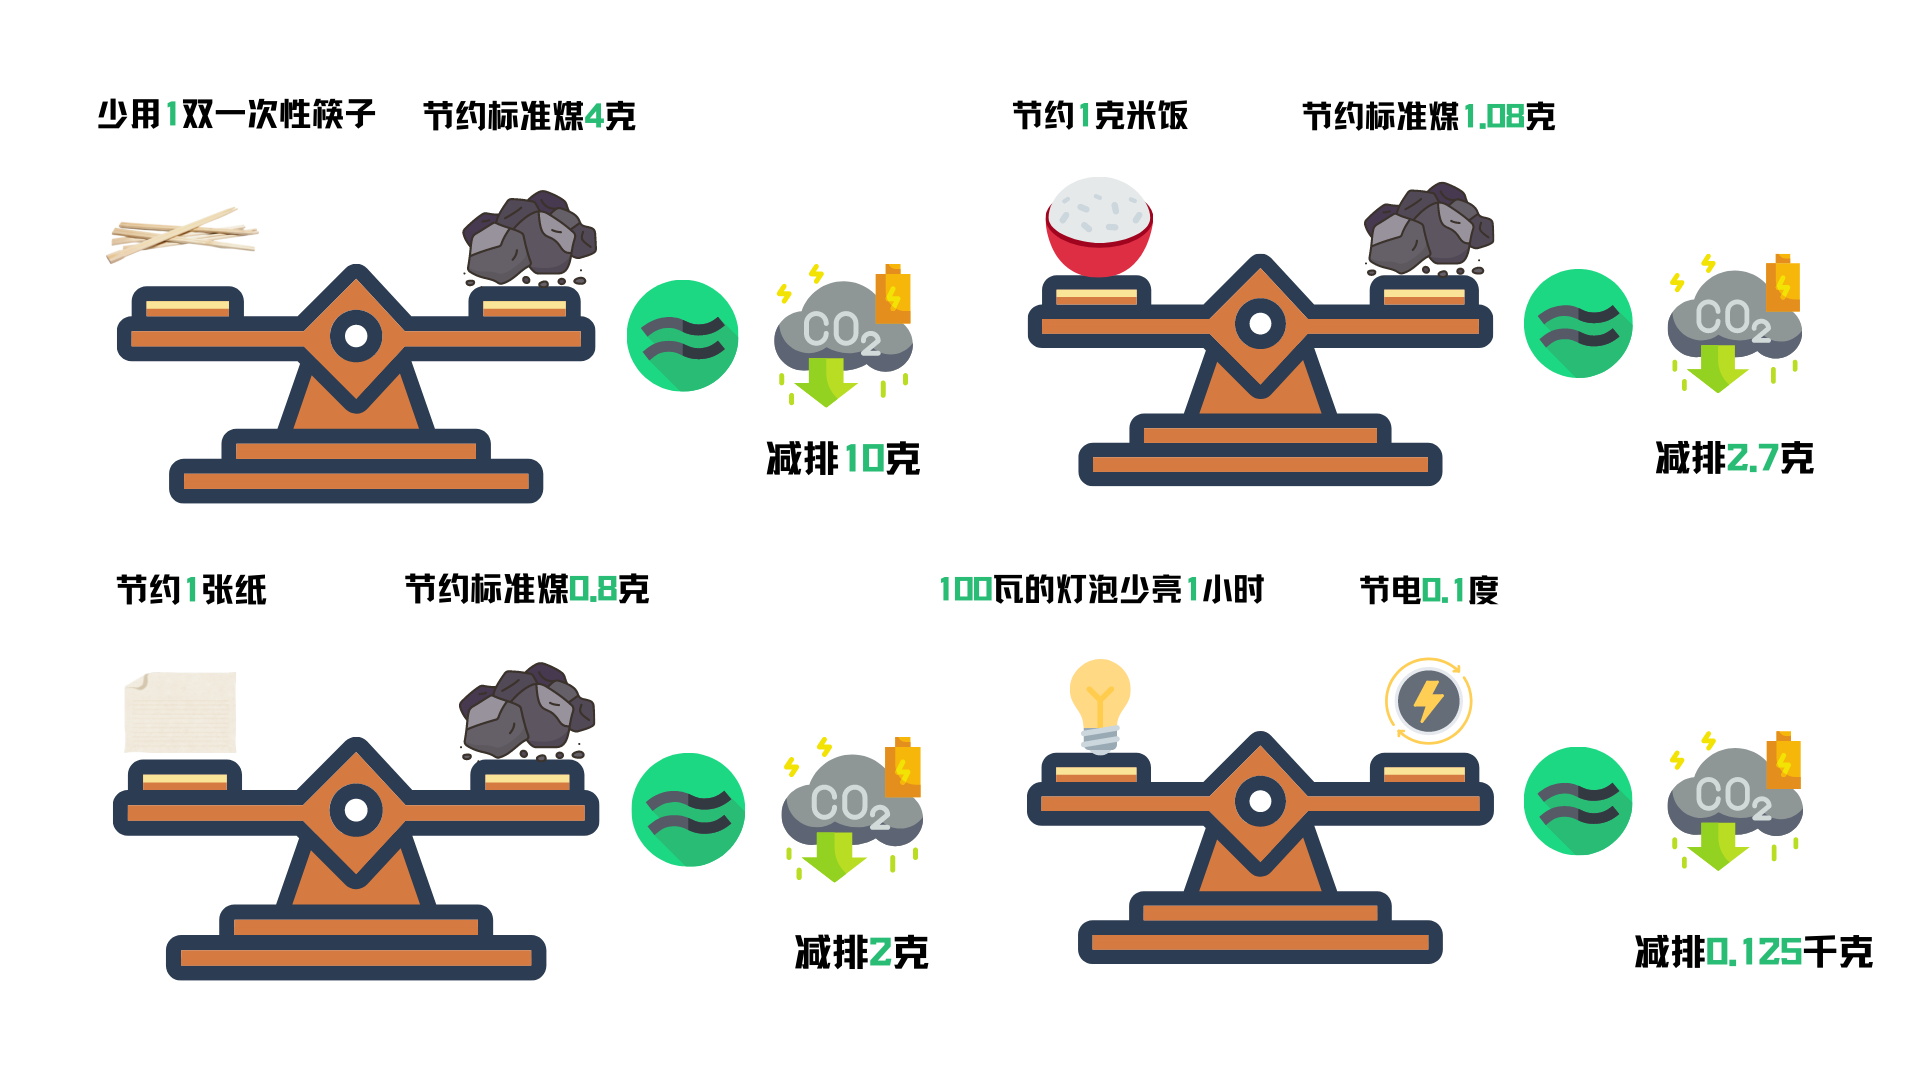 少用1双一次性筷子
节约标准煤4克
CO2
减排10克
节约1克米饭
节约标准煤1.08克
CO2
减排2.7克
节约1张纸
节约标准煤0.8克
CO2
减排2克
100瓦的灯泡少亮1小时
节电0.1度
CO2
减排0.125千克